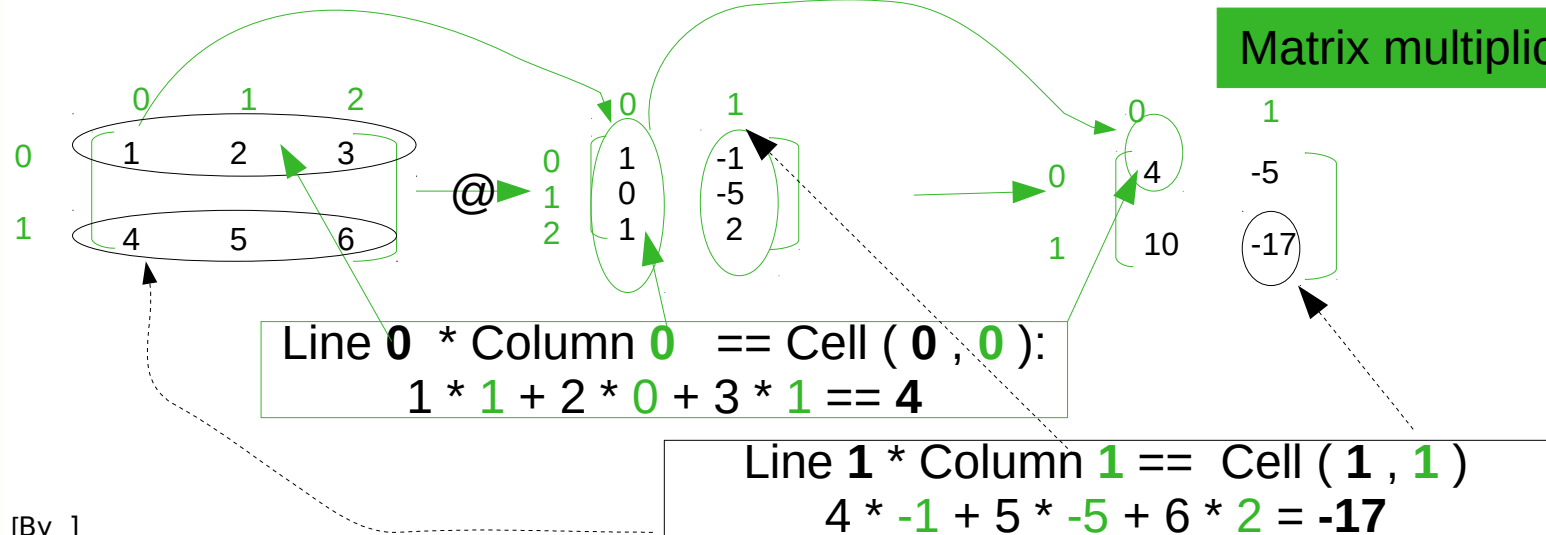 Matrix multiplic
0 1 2
0 1
0 1
0 1 2 3
1 4 5 6
@
0 1 -1
1 0 -5
2 1 2
0 4 -5
1 10 -17
Line 0 * Column 0 == Cell ( 0 , 0 ):
1 * 1 + 2 * 0 + 3 * 1 == 4
Line 1 * Column 1 == Cell ( 1 , 1 )
4 * -1 + 5 * -5 + 6 * 2 = -17
[By ]